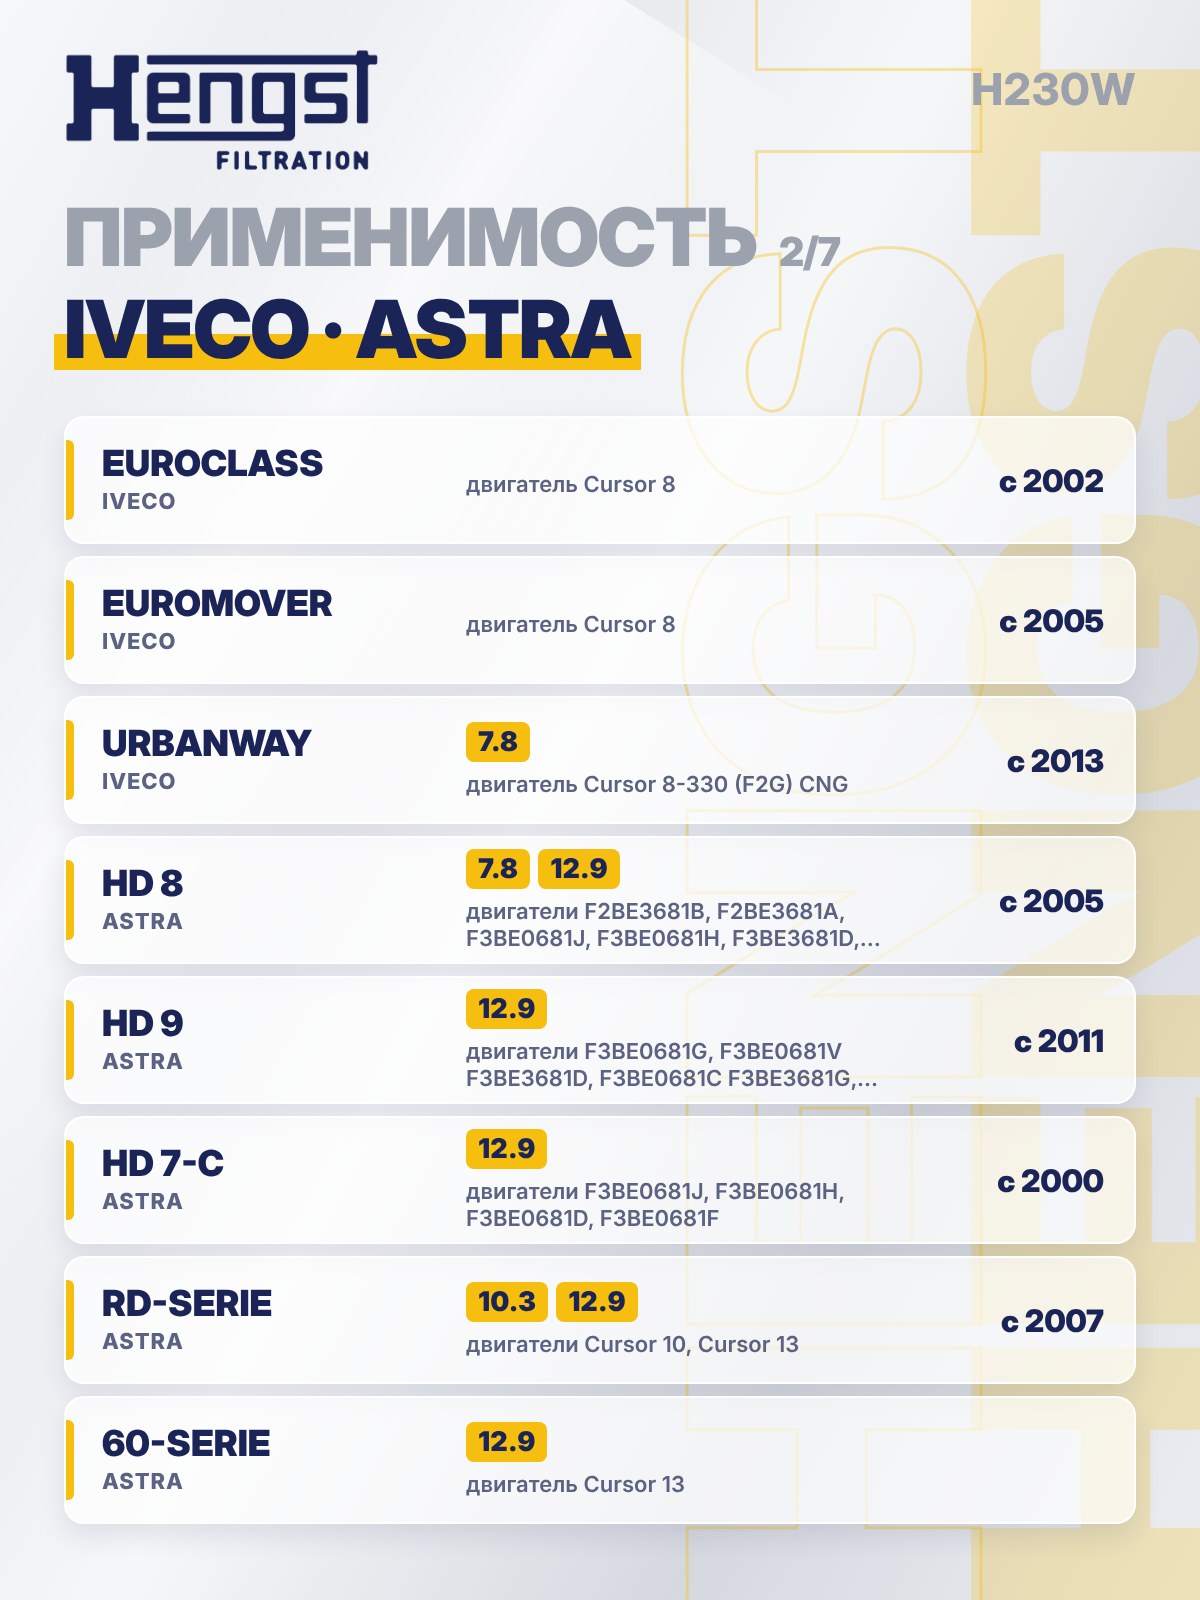 Hengst
FILTRATION
H230W
ПРИМЕНИМОСТЬ 2/7
IVECO · ASTRA
EUROCLASS
IVECO
двигатель Cursor 8
с 2002
EUROMOVER
IVECO
двигатель Cursor 8
с 2005
URBANWAY
IVECO
7.8
двигатель Cursor 8-330 (F2G) CNG
с 2013
HD 8
ASTRA
7.8 12.9
двигатели F2BE3681B, F2BE3681A,
F3BE0681J, F3BE0681H, F3BE3681D,...
с 2005
HD 9
ASTRA
12.9
двигатели F3BE0681G, F3BE0681V
F3BE3681D, F3BE0681C F3BE3681G,...
с 2011
HD 7-C
ASTRA
12.9
двигатели F3BE0681J, F3BE0681H,
F3BE0681D, F3BE0681F
с 2000
RD-SERIE
ASTRA
10.3 12.9
двигатели Cursor 10, Cursor 13
с 2007
60-SERIE
ASTRA
12.9
двигатель Cursor 13
HENGST
HENGST